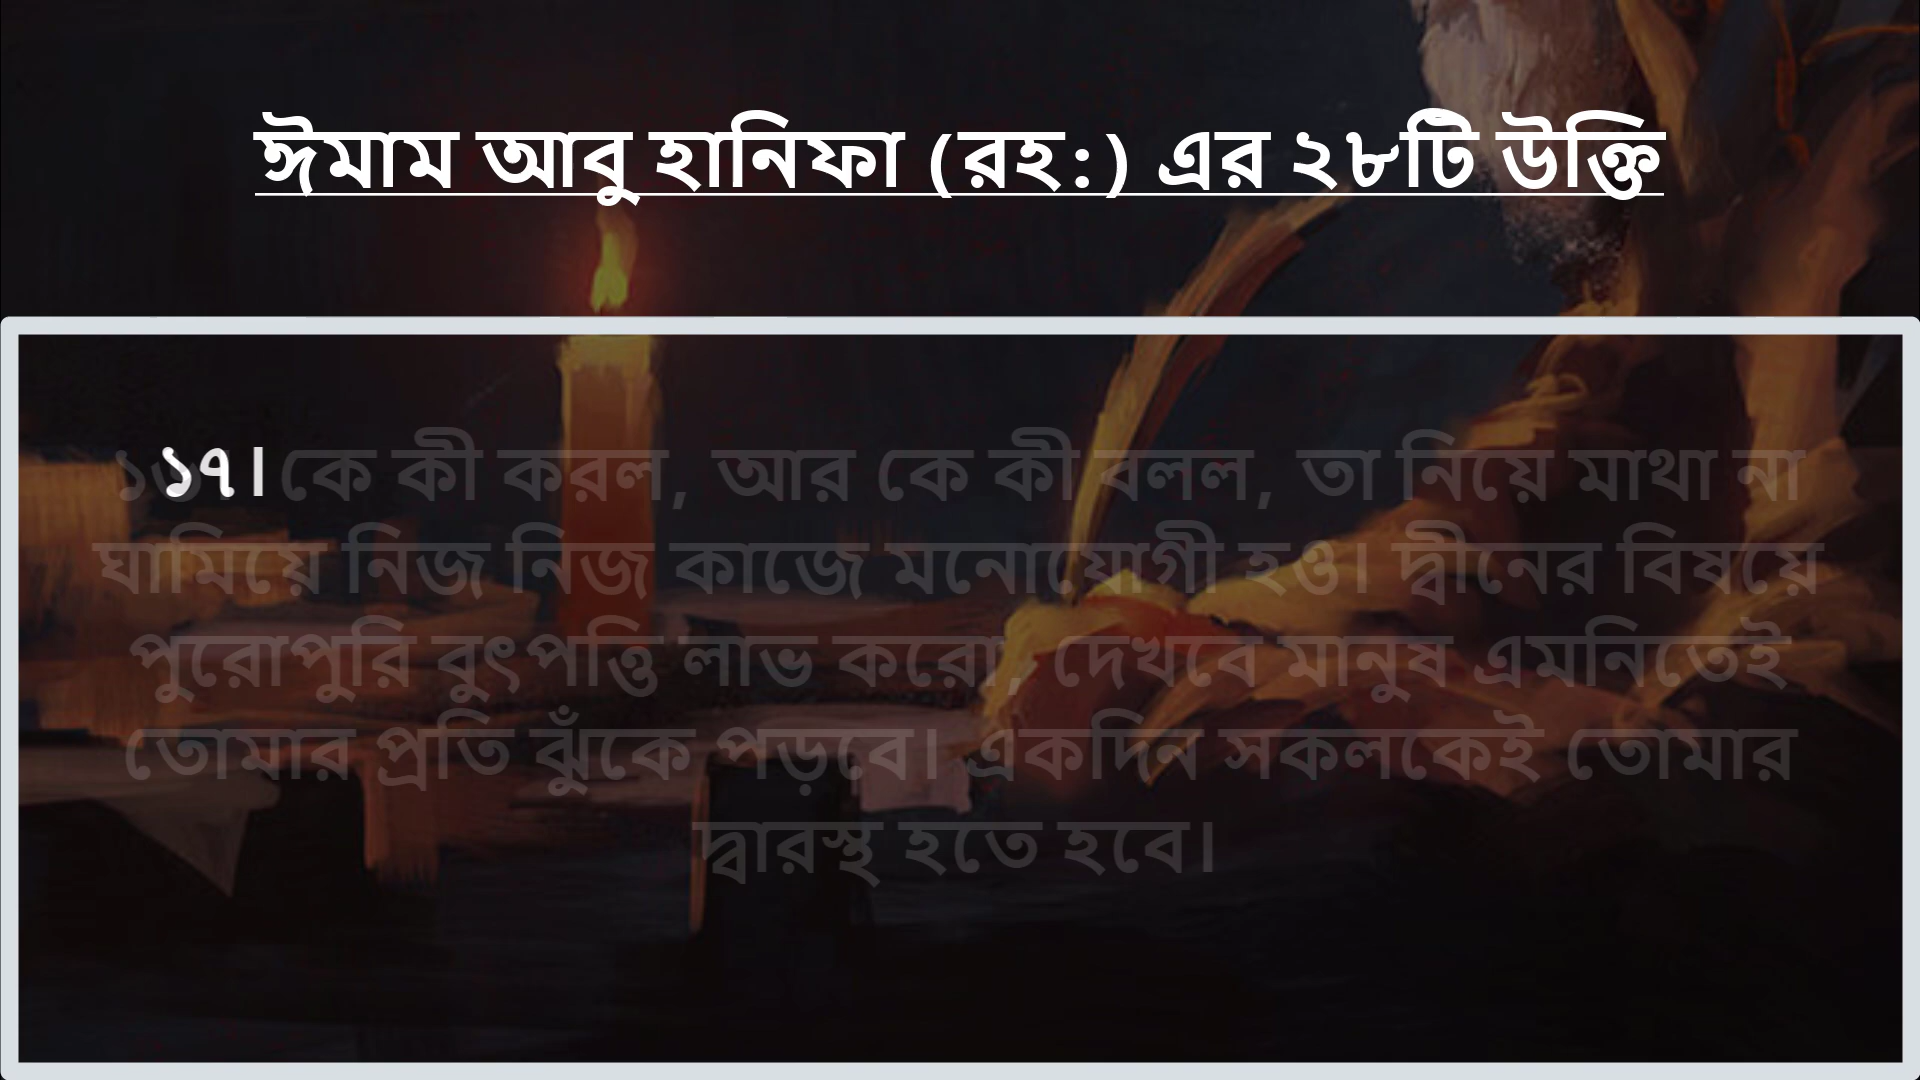 ঈমাম আবু হানিফা (রহ:) এর ২৮টি উক্তি
১৭।
কে কী করল, আর কে কী বলল, তা নিয়ে মাথা না
ঘামিয়ে নিজ নিজ কাজে মনোযোগী হও। দ্বীনের বিষয়ে
পুরোপুরি বুৎপত্তি লাভ করো, দেখবে মানুষ এমনিতেই
তোমার প্রতি ঝুঁকে পড়বে। একদিন সকলকেই তোমার
দ্বারস্থ হতে হবে।